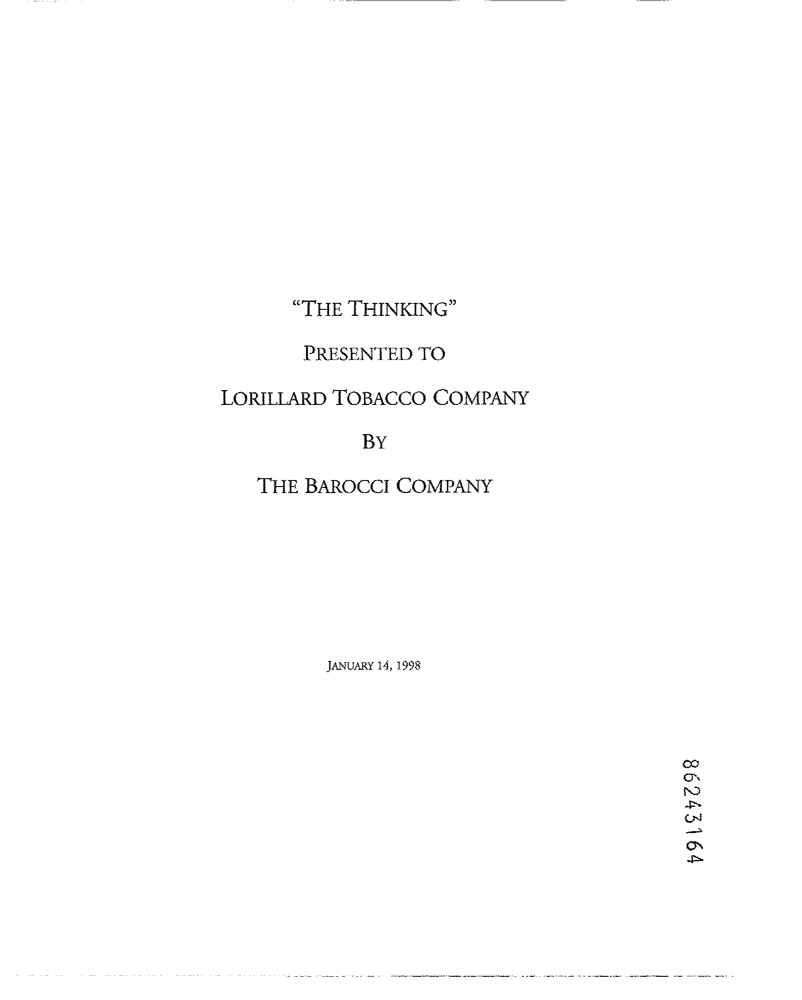 “THE THINKING”
PRESENTED TO
LORILLARD TOBACCO COMPANY
BY
THE BAROCCI COMPANY
JANUARY 14, 1998
86243164